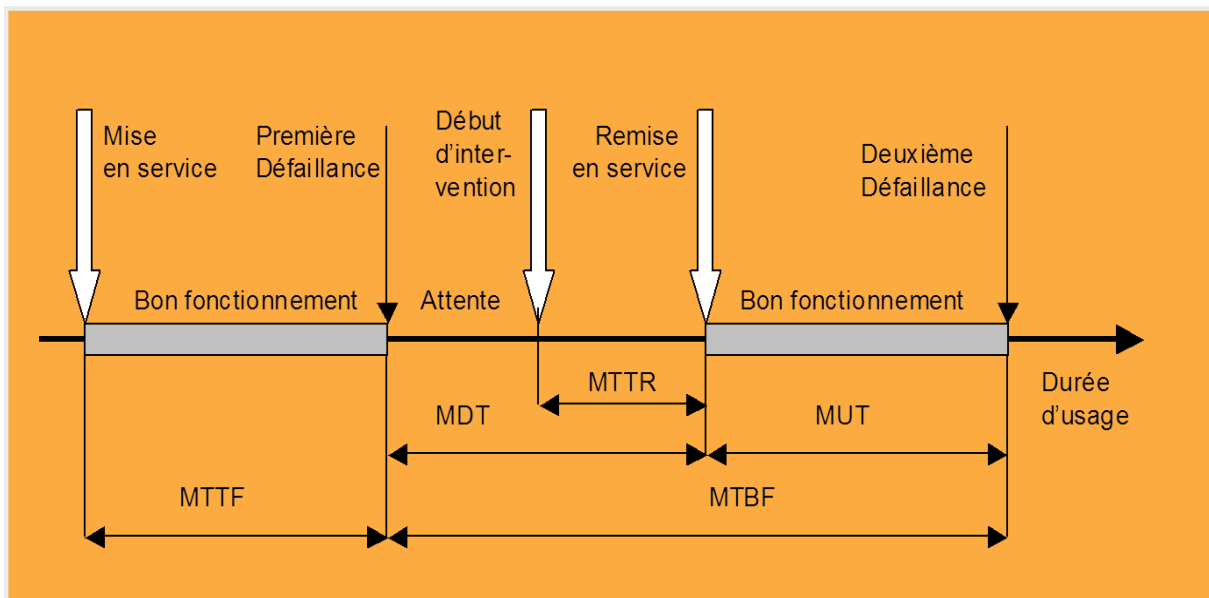 Mise
en service
Première
Défaillance
Début
d'inter-
vention
Remise
en service
Deuxième
Défaillance
Bon fonctionnement
Attente
Bon fonctionnement
MTTR
Durée
d'usage
MDT
MUT
MTTF
MTBF